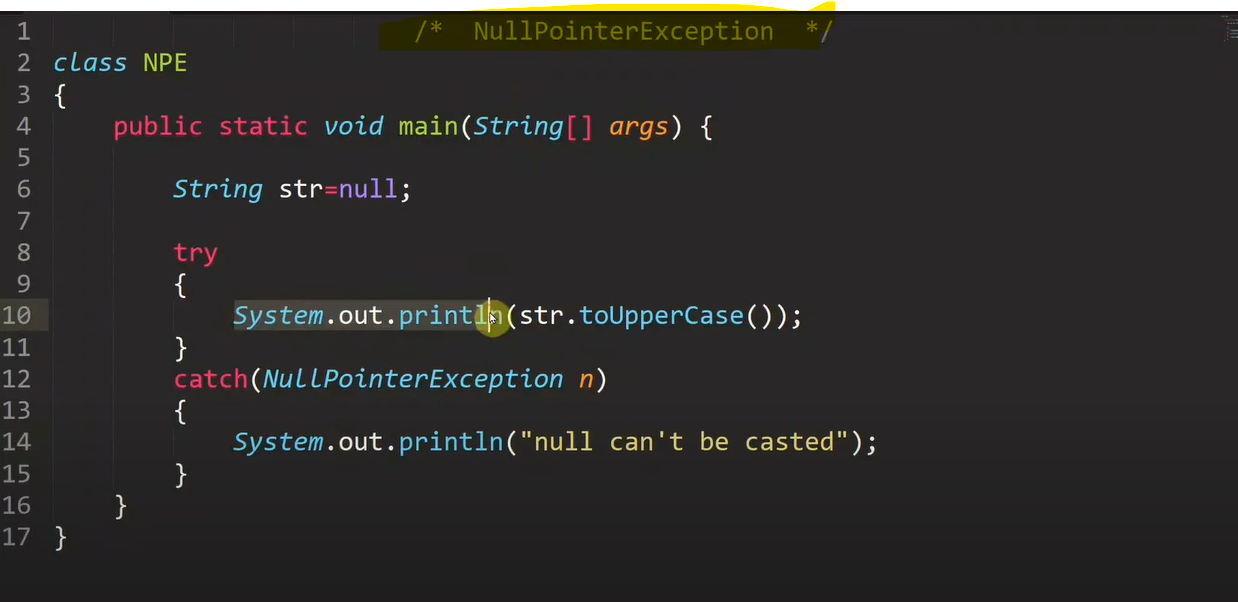 1 /* NullPointerException */
2 class NPE
3 {
4 public static void main(String[] args) {
5
6 String str=null;
7
8 try
9 {
10 System.out.println(str.toUpperCase());
11 }
12 catch(NullPointerException n)
13 {
14 System.out.println("null can't be casted");
15 }
16 }
17 }